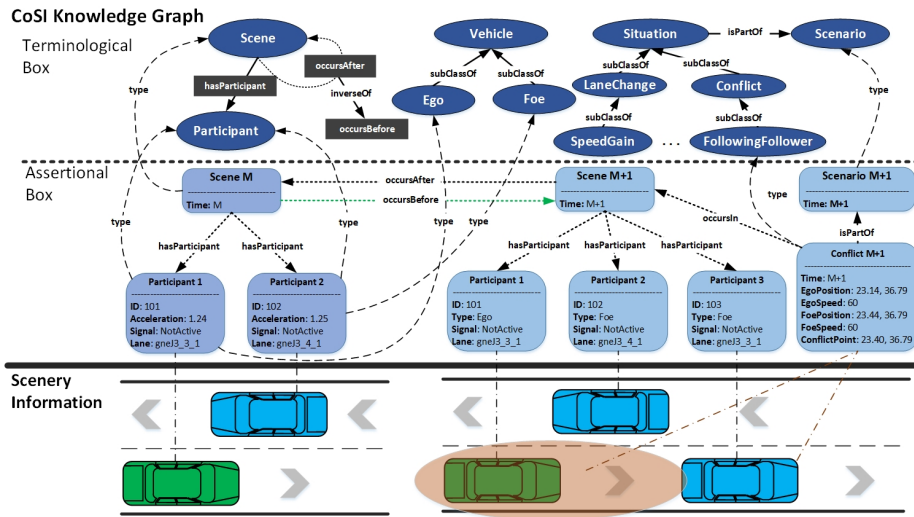 CoSI Knowledge Graph
Terminological
Box
Scene
Vehicle
Situation
isPartOf
Scenario
occursAfter
subClassOf
subClassOf
subClassOf
subClassOf
type
hasParticipant
inverseOf
Ego
Foe
LaneChange
Conflict
type
subClassOf
subClassOf
Participant
occursBefore
SpeedGain
...
FollowingFollower
Assertional
Box
Scene M
Time: M
occursAfter
occursBefore
Scene M+1
Time: M+1
Scenario M+1
Time: M+1
type
type
type
Type
type
occursIn
isPartOf
hasParticipant
hasParticipant
hasParticipant
hasParticipant
hasParticipant
Participant 1
ID: 101
Acceleration: 1.24
Signal: NotActive
Lane: gneJ3_3_1
Participant 2
ID: 102
Acceleration: 1.25
Signal: NotActive
Lane: gneJ3_4_1
Participant 1
ID: 101
Type: Ego
Signal: NotActive
Lane: gneJ3_3_1
Participant 2
ID: 102
Type: Foe
Signal: NotActive
Lane: gneJ3_4_1
Participant 3
ID: 103
Type: Foe
Signal: NotActive
Lane: gneJ3_3_1
Conflict M+1
Time: M+1
EgoPosition: 23.14, 36.79
EgoSpeed: 60
FoePosition: 23.44, 36.79
FoeSpeed: 60
ConflictPoint: 23.40, 36.79
Scenery
Information